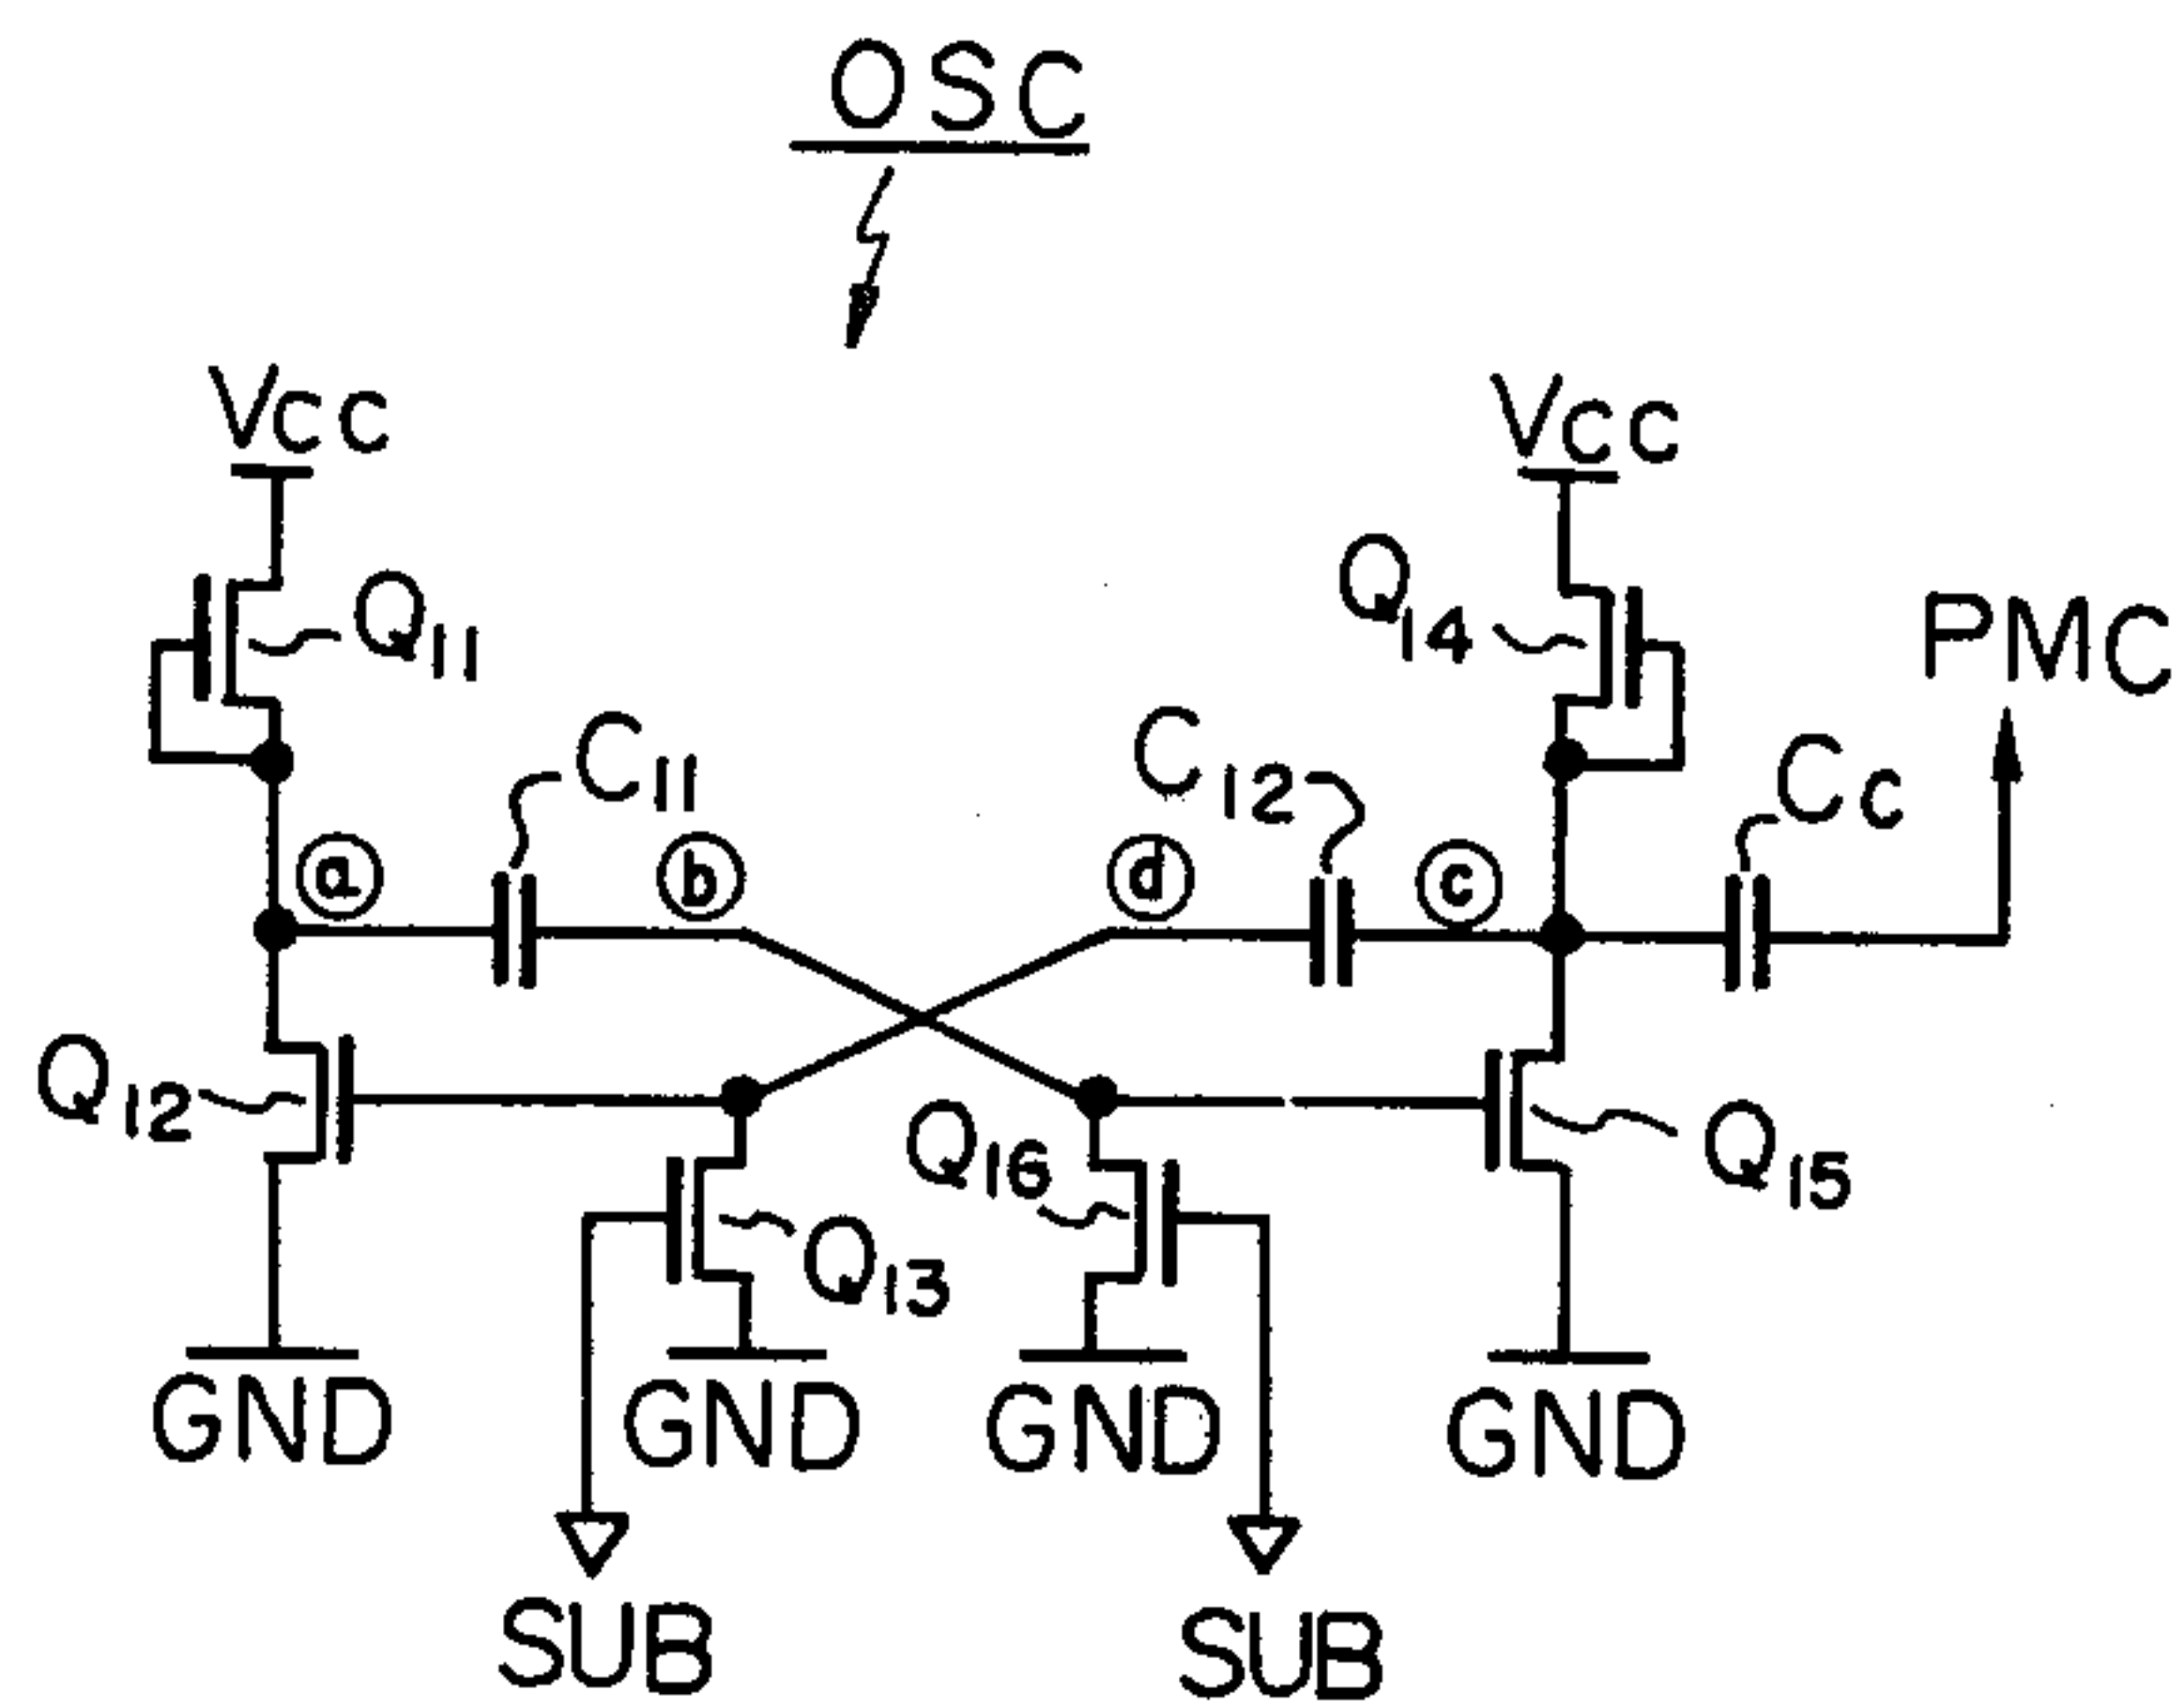 OSC
Vcc
Vcc
Q11
Q14
PMC
C11
C12
Cc
a
b
d
c
Q12
Q16
Q15
Q13
GND
GND
GND
GND
SUB
SUB